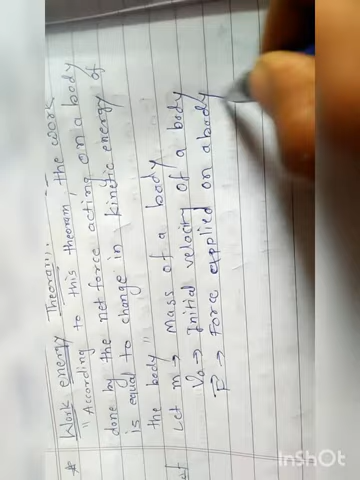 * Work energy Theoram:-
"According to this theoram, the work
done by the net force acting on a body
is equal to change in kinetic energy of
the body"
Let m → Mass of a body
V₀ → Initial velocity of a body
F → Force applied on a body
InShOt